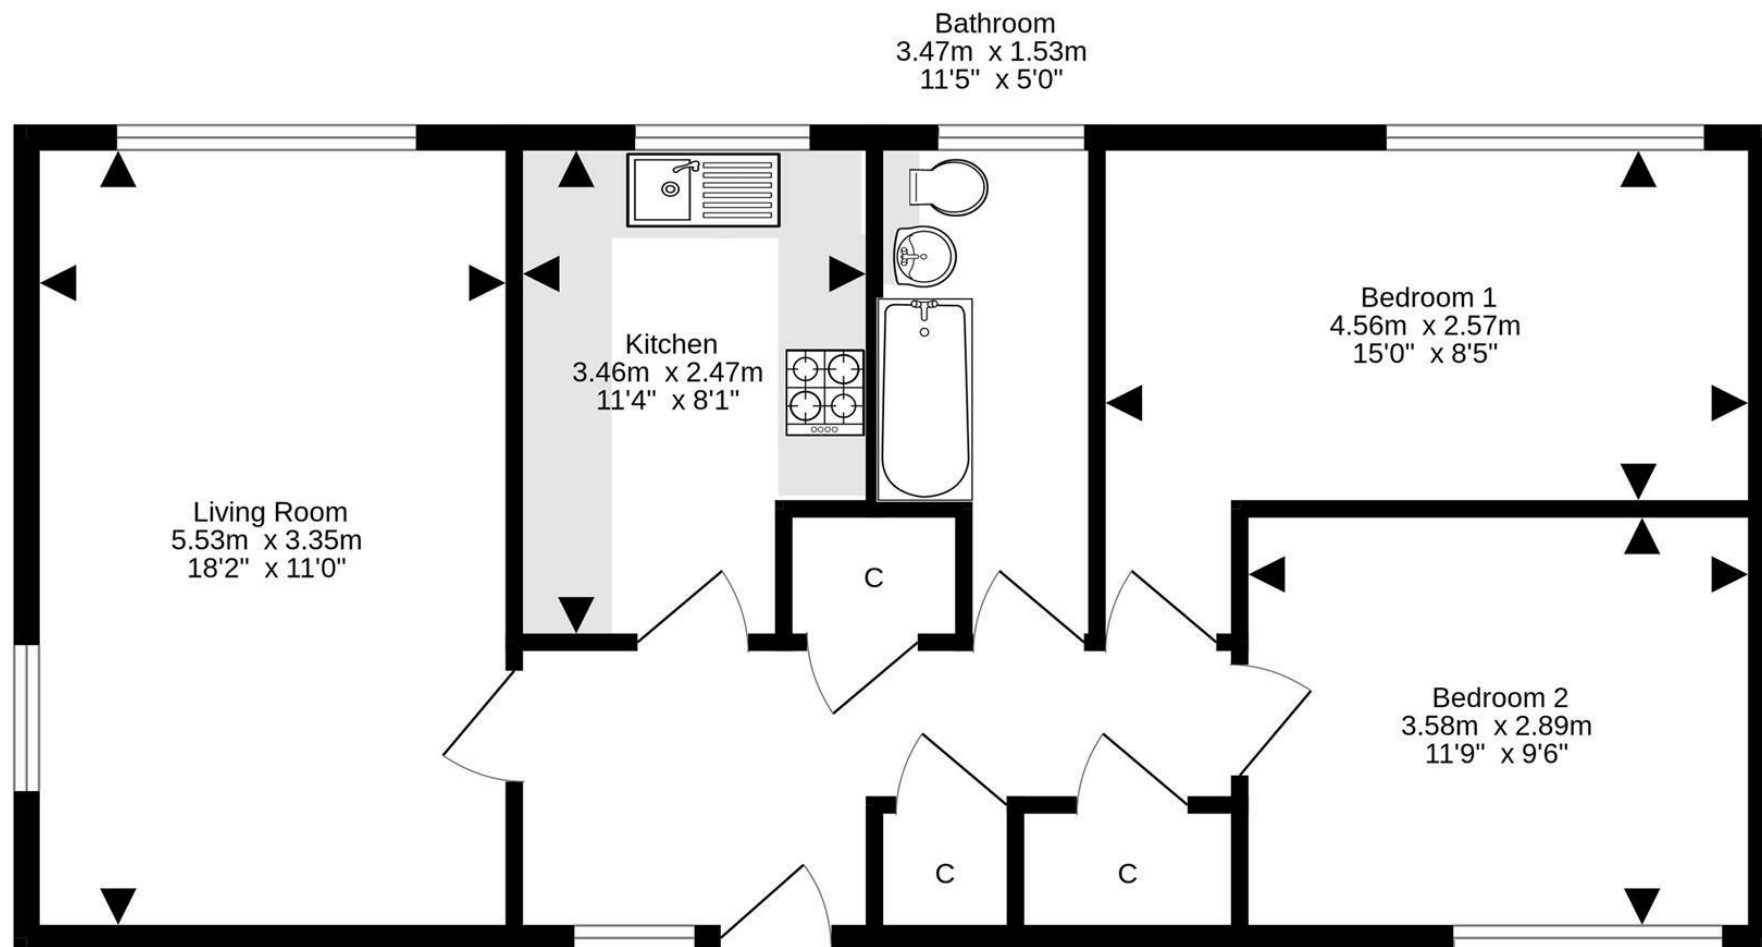 Bathroom
3.47m x 1.53m
11'5" x 5'0"
Bedroom 1
4.56m x 2.57m
15'0" x 8'5"
Kitchen
3.46m x 2.47m
11'4" x 8'1"
Living Room
5.53m x 3.35m
18'2" x 11'0"
C
Bedroom 2
3.58m x 2.89m
11'9" x 9'6"
C
C